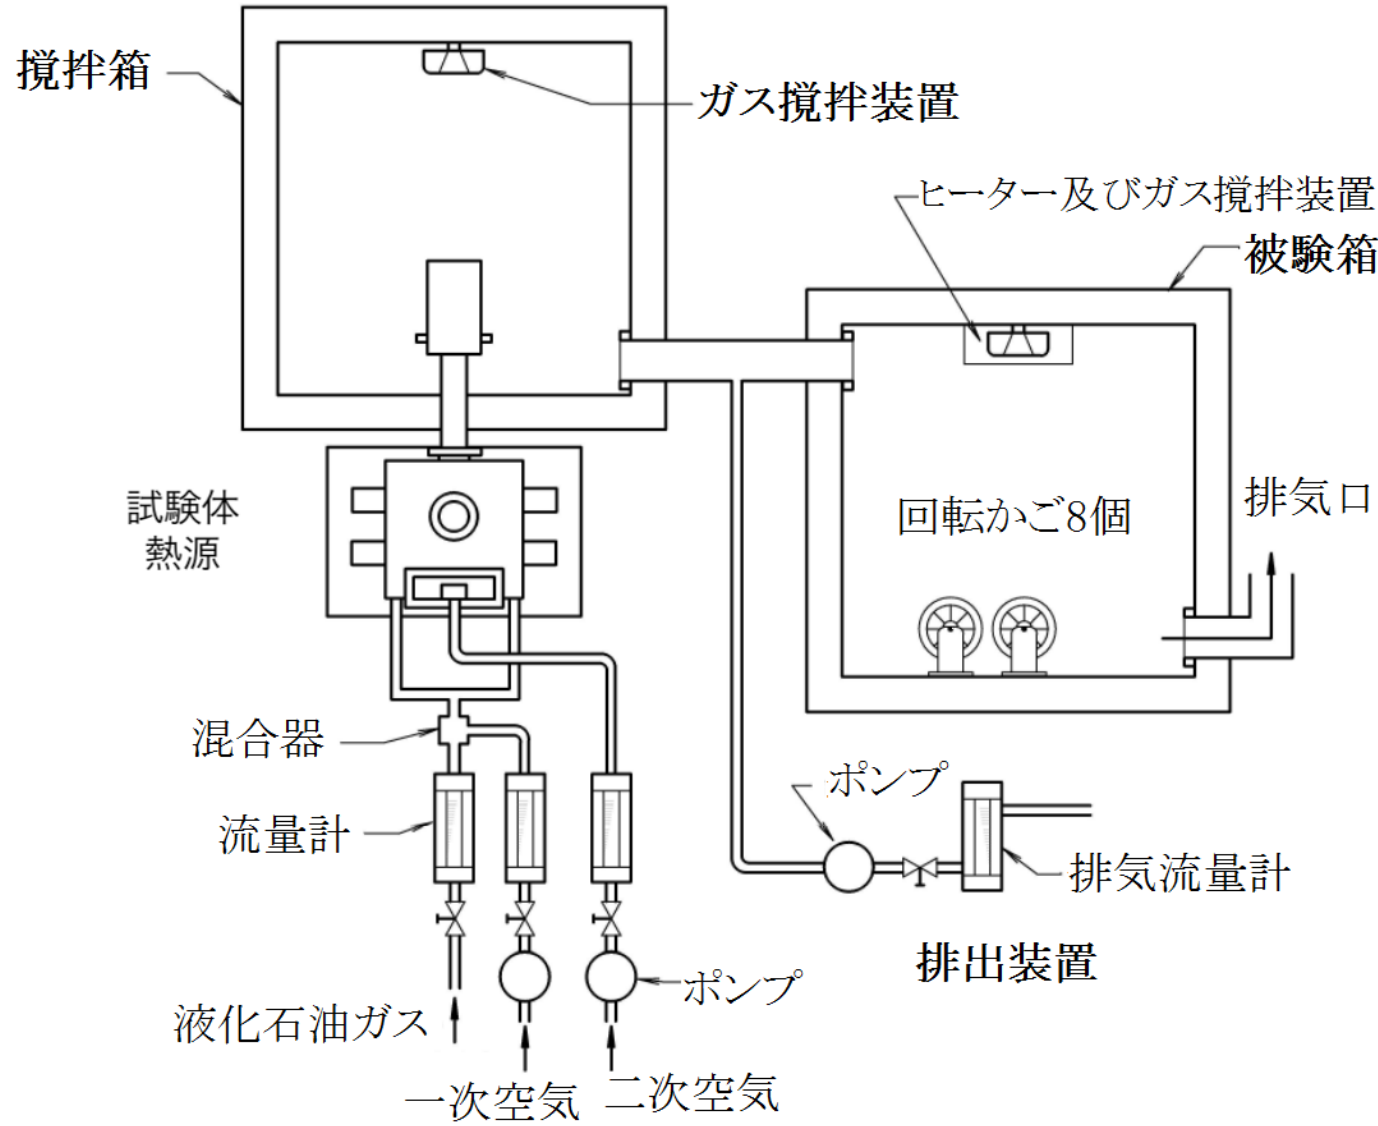 撹拌箱
ガス撹拌装置
ヒーター及びガス撹拌装置
被験箱
試験体
熱源
回転かご8個
排気口
混合器
流量計
ポンプ
排気流量計
排出装置
ポンプ
液化石油ガス
一次空気
二次空気